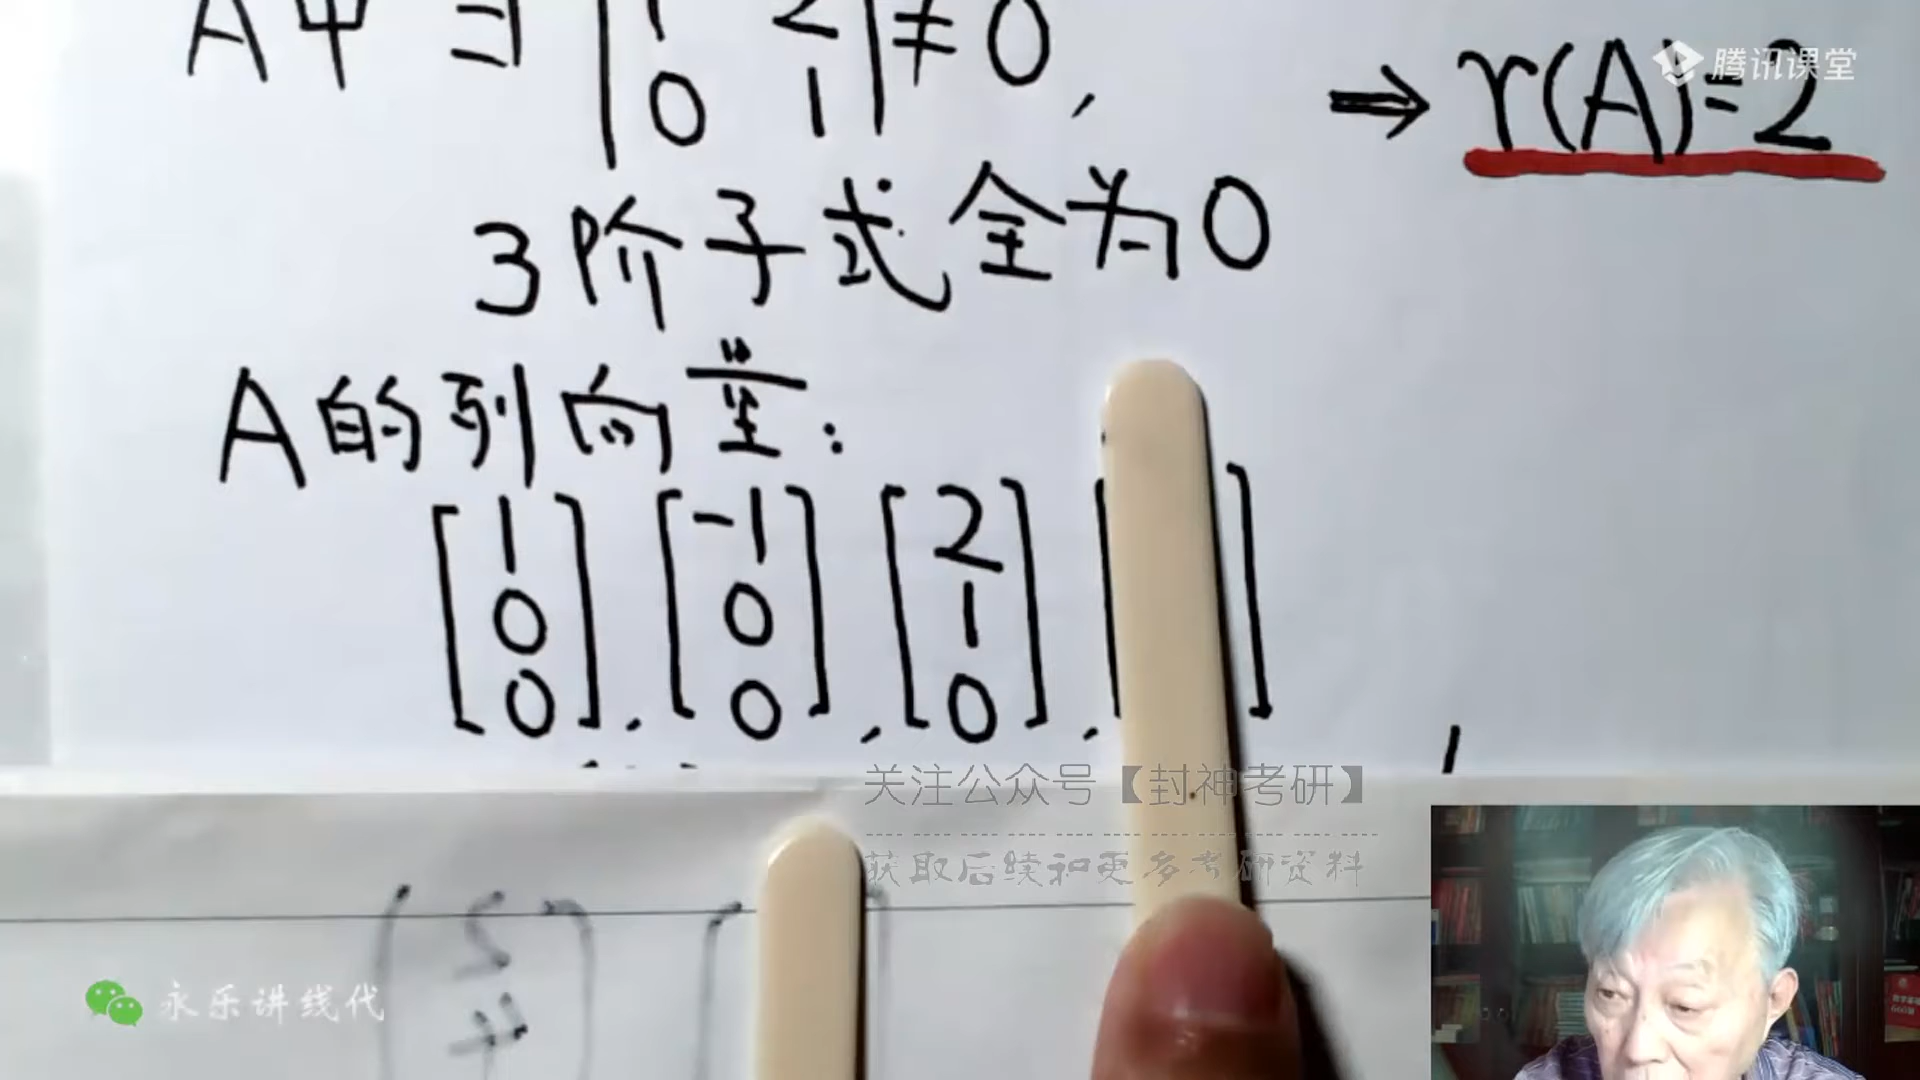 A中 ∃ | 1 2 | ≠0,
| 0 1 |
⇒ r(A)=2
腾讯课堂
3阶子式全为0
A的列向量:
[1 0 0], [-1 0 0], [2 1 0],
关注公众号【封神考研】
获取后续和更多考研资料
永乐讲线代